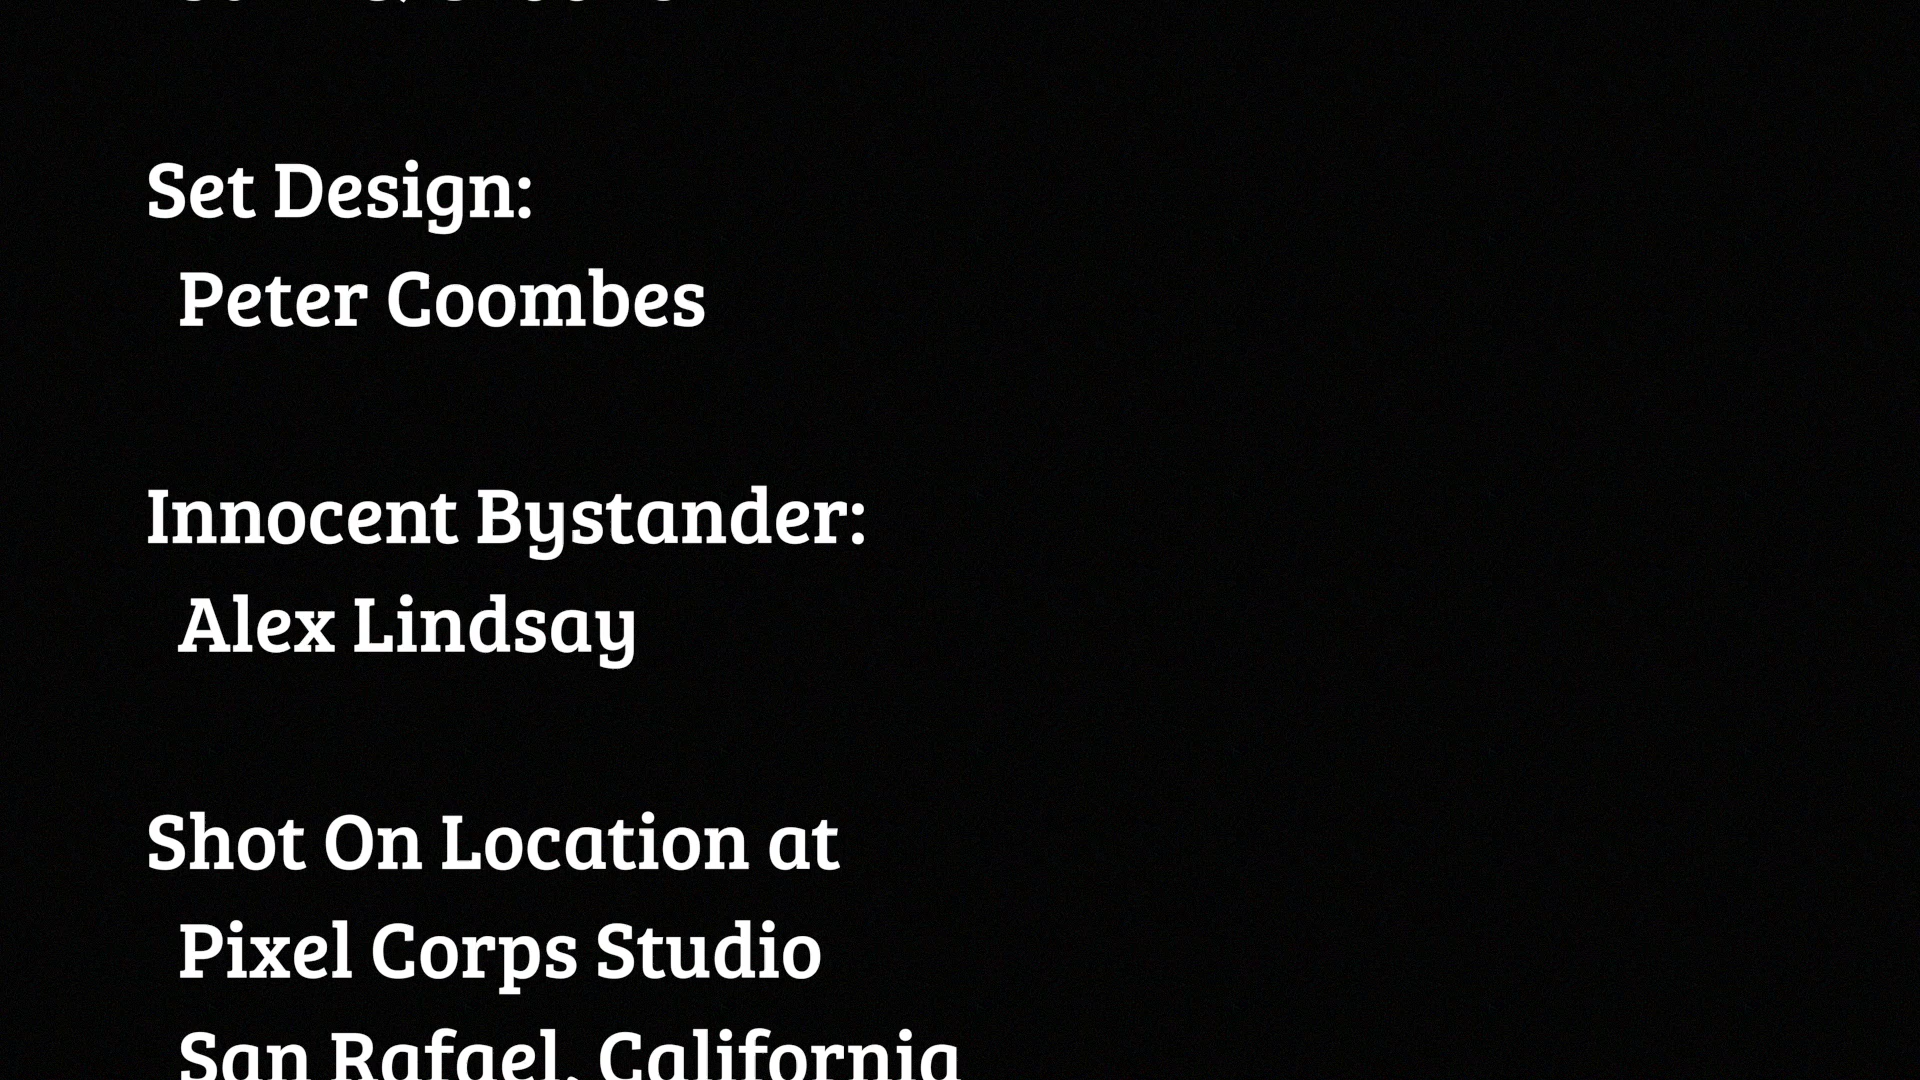 Set Design:
Peter Coombes
Innocent Bystander:
Alex Lindsay
Shot On Location at
Pixel Corps Studio
San Rafael, California